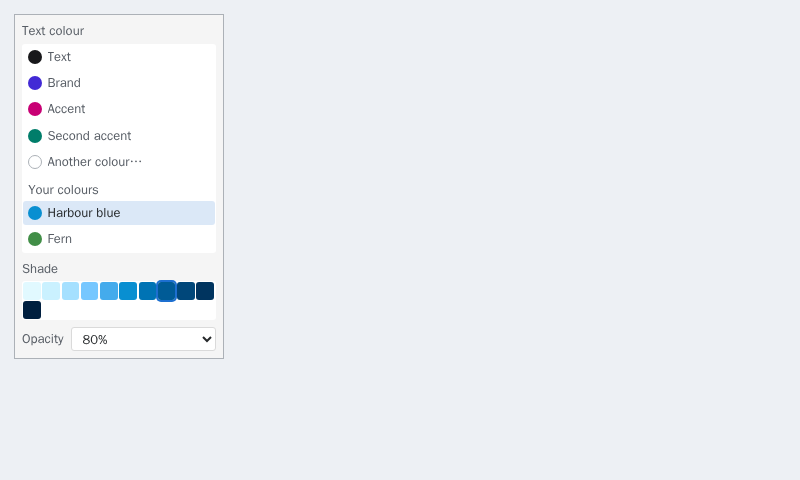 Text colour
Text
Brand
Accent
Second accent
Another colour···
Your colours
Harbour blue
Fern
Shade
Opacity 80%